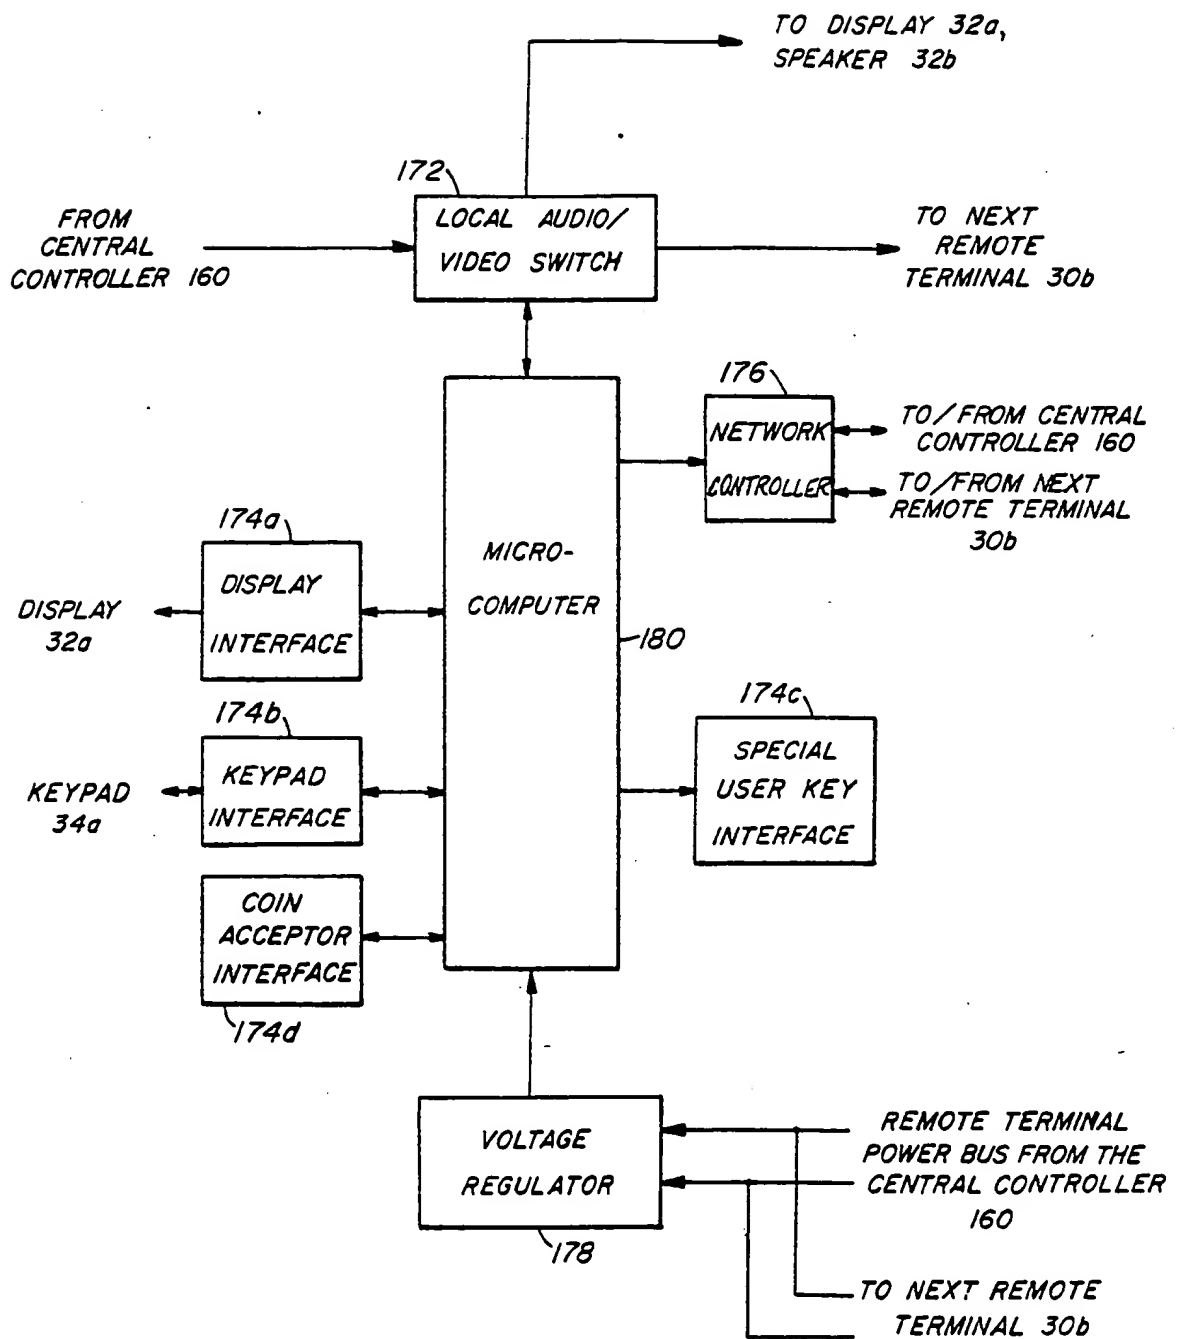 TO DISPLAY 32a,
SPEAKER 32b
172
FROM
CENTRAL
CONTROLLER 160
LOCAL AUDIO/
VIDEO SWITCH
TO NEXT
REMOTE
TERMINAL 30b
176
NETWORK
CONTROLLER
TO/FROM CENTRAL
CONTROLLER 160
TO/FROM NEXT
REMOTE TERMINAL
30b
MICRO-
COMPUTER
180
174a
DISPLAY
INTERFACE
DISPLAY
32a
174b
KEYPAD
INTERFACE
KEYPAD
34a
174c
SPECIAL
USER KEY
INTERFACE
COIN
ACCEPTOR
INTERFACE
174d
VOLTAGE
REGULATOR
178
REMOTE TERMINAL
POWER BUS FROM THE
CENTRAL CONTROLLER
160
TO NEXT REMOTE
TERMINAL 30b